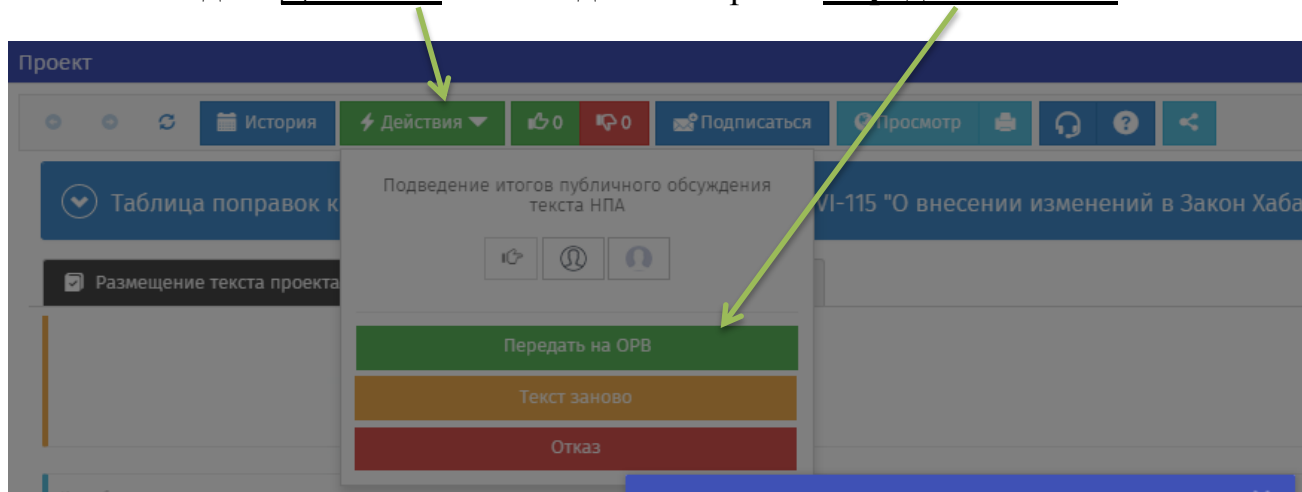 Проект
История
Действия
0
0
Подписаться
Просмотр
?
Подведение итогов публичного обсуждения
текста НПА
Таблица поправок к
VI-115 "О внесении изменений в Закон Хаба
Размещение текста проекта
Передать на ОРВ
Текст заново
Отказ